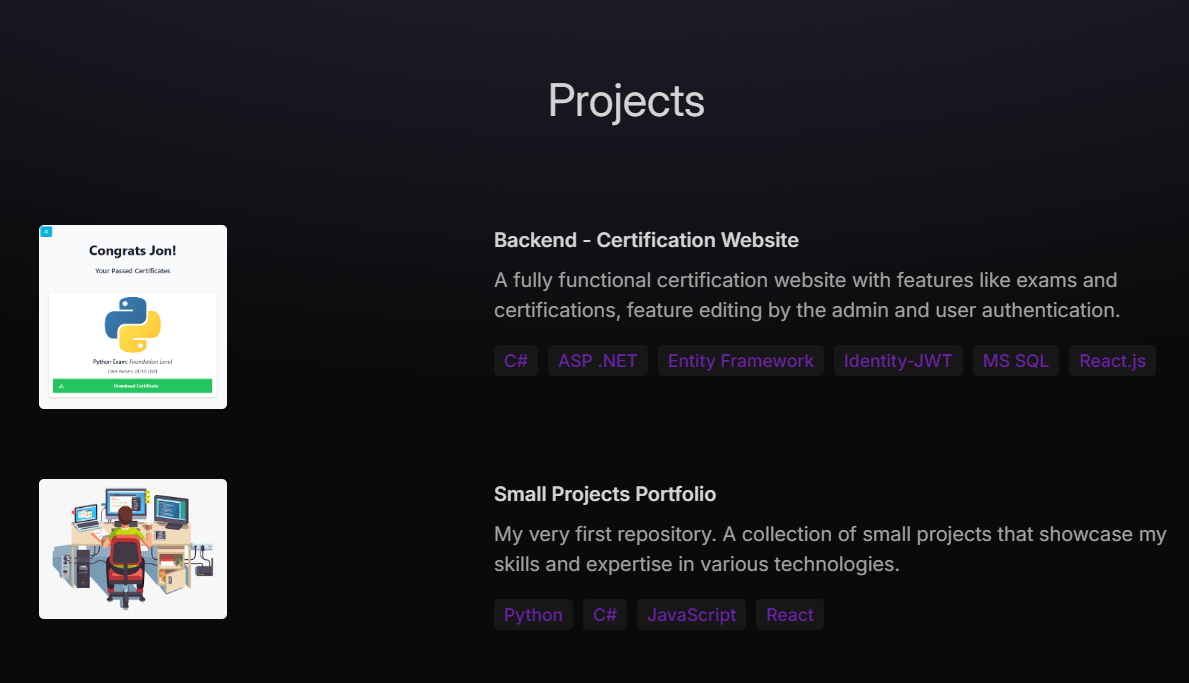 Projects
Congrats Jon!
Your Passed Certificates
Python Exam: Foundation Level
Download Certificate
Backend - Certification Website
A fully functional certification website with features like exams and
certifications, feature editing by the admin and user authentication.
C# ASP .NET Entity Framework Identity-JWT MS SQL React.js
Small Projects Portfolio
My very first repository. A collection of small projects that showcase my
skills and expertise in various technologies.
Python C# JavaScript React